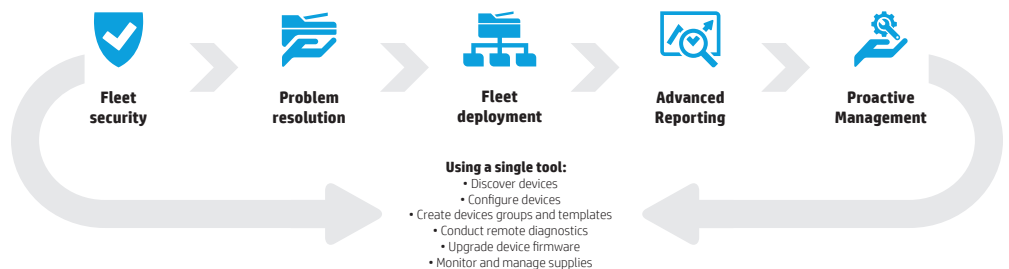 Fleet
security
Problem
resolution
Fleet
deployment
Advanced
Reporting
Proactive
Management
Using a single tool:
• Discover devices
• Configure devices
• Create devices groups and templates
• Conduct remote diagnostics
• Upgrade device firmware
• Monitor and manage supplies